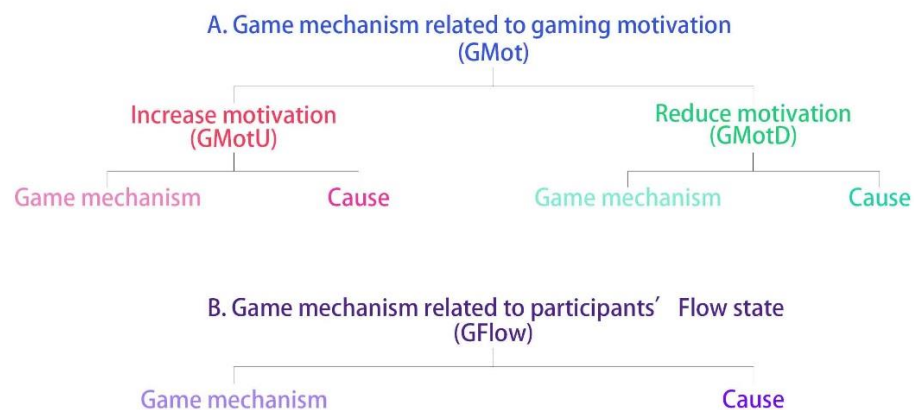 A. Game mechanism related to gaming motivation
(GMot)
Increase motivation
(GMotU)
Reduce motivation
(GMotD)
Game mechanism
Cause
Game mechanism
Cause
B. Game mechanism related to participants′ Flow state
(GFlow)
Game mechanism
Cause